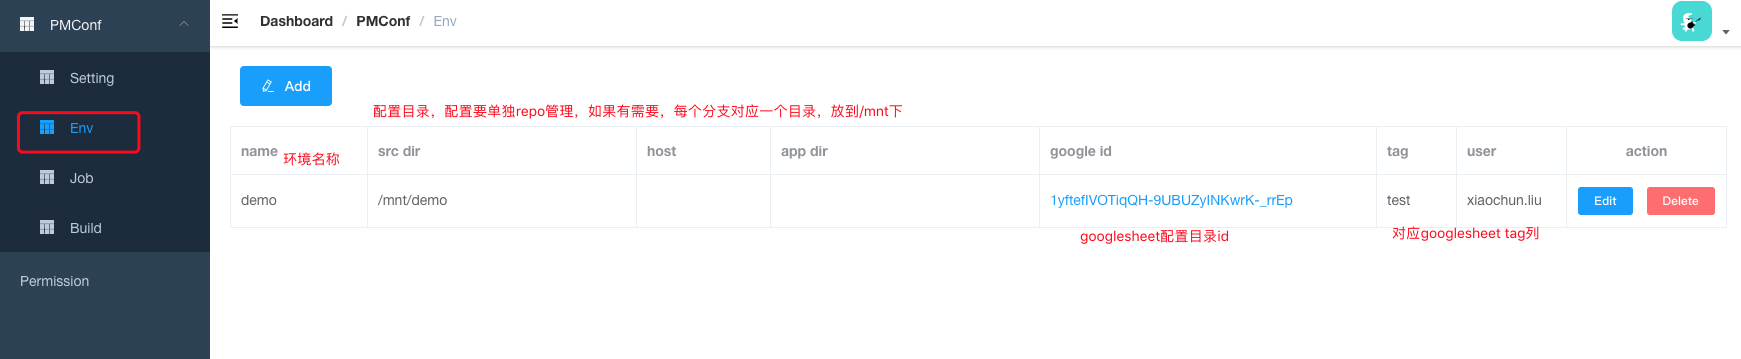 PMConf
Dashboard / PMConf / Env
Setting
Env
Job
Build
Permission
Add
配置目录，配置要单独repo管理，如果有需要，每个分支对应一个目录，放到/mnt下
name 环境名称 src dir host app dir google id tag user action
demo /mnt/demo 1yftefIVOTiqQH-9UBUZyINKwrK-_rrEp test xiaochun.liu Edit Delete
googlesheet配置目录id 对应googlesheet tag列